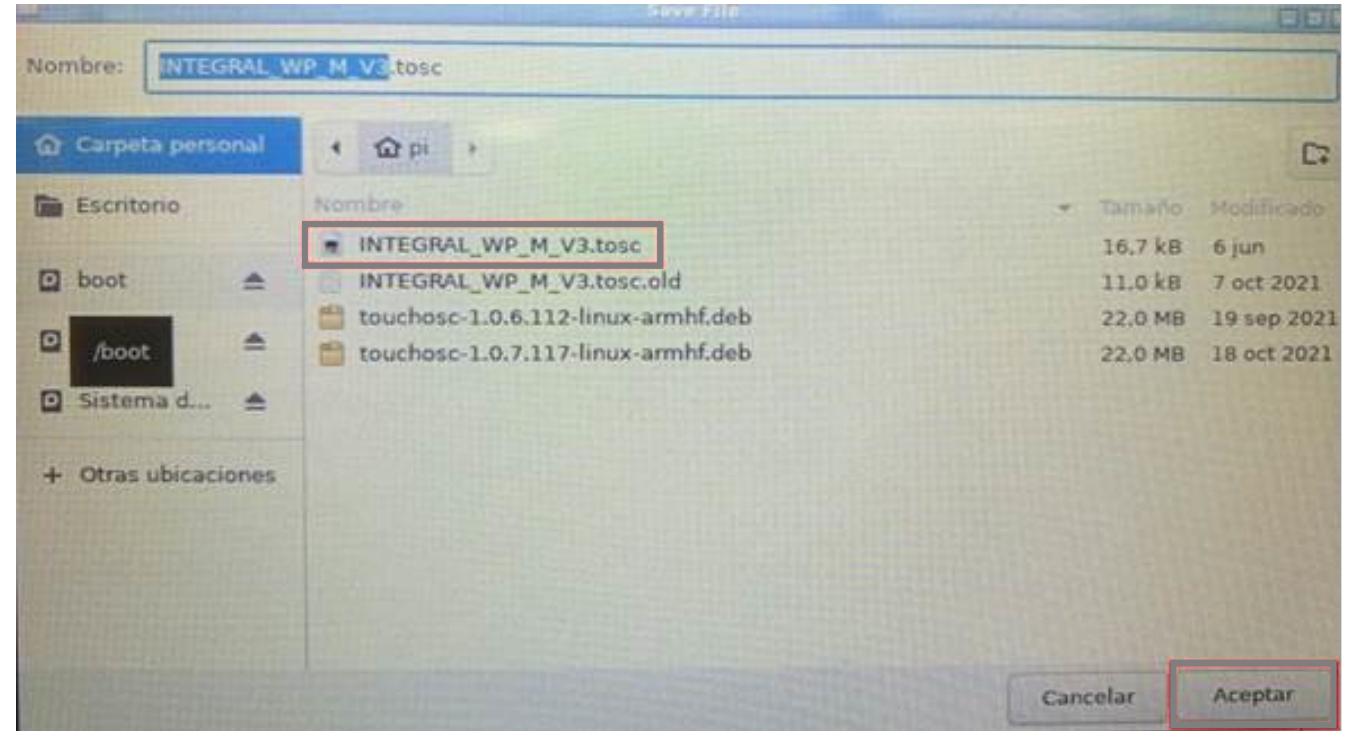 Save File
Nombre: INTEGRAL_WP_M_V3.tosc
Carpeta personal
pi
Escritorio
Nombre Tamaño Modificado
INTEGRAL_WP_M_V3.tosc 16,7 kB 6 jun
boot
INTEGRAL_WP_M_V3.tosc.old 11,0 kB 7 oct 2021
touchosc-1.0.6.112-linux-armhf.deb 22,0 MB 19 sep 2021
/boot
touchosc-1.0.7.117-linux-armhf.deb 22,0 MB 18 oct 2021
Sistema d...
+ Otras ubicaciones
Cancelar Aceptar